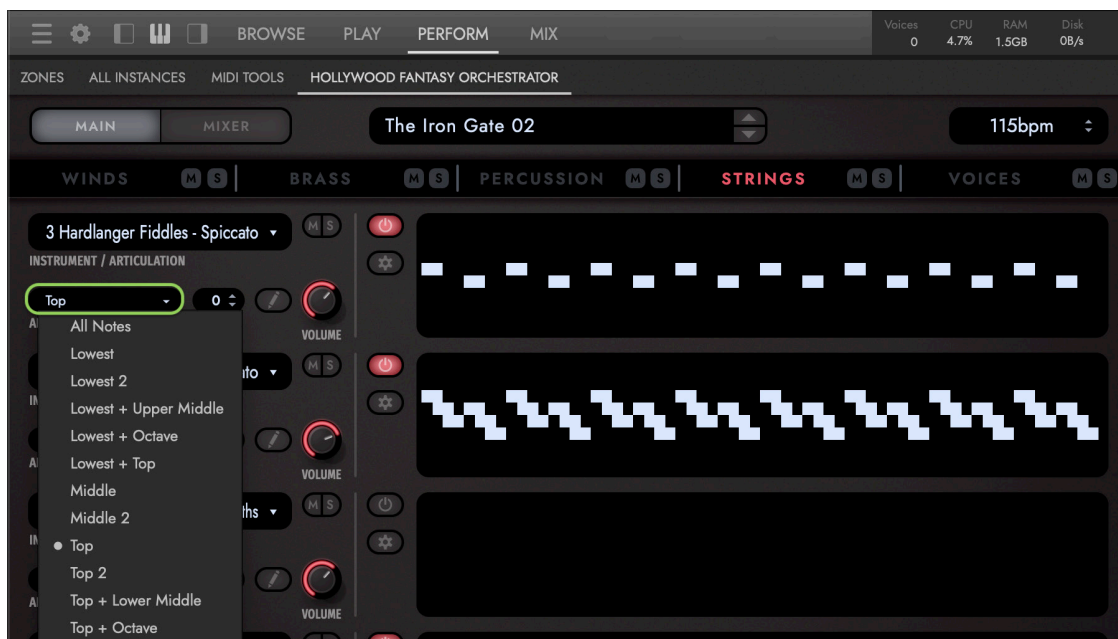 BROWSE PLAY PERFORM MIX
Voices CPU RAM Disk
0 4.7% 1.5GB 0B/s
ZONES ALL INSTANCES MIDI TOOLS HOLLYWOOD FANTASY ORCHESTRATOR
MAIN MIXER The Iron Gate 02 115bpm
WINDS M S BRASS M S PERCUSSION M S STRINGS M S VOICES M S
3 Hardlanger Fiddles - Spiccato M S
INSTRUMENT / ARTICULATION
Top 0
VOLUME
All Notes
Lowest
Lowest 2
Lowest + Upper Middle
Lowest + Octave
Lowest + Top
Middle
Middle 2
Top
Top 2
Top + Lower Middle
Top + Octave
M S
VOLUME
M S
VOLUME